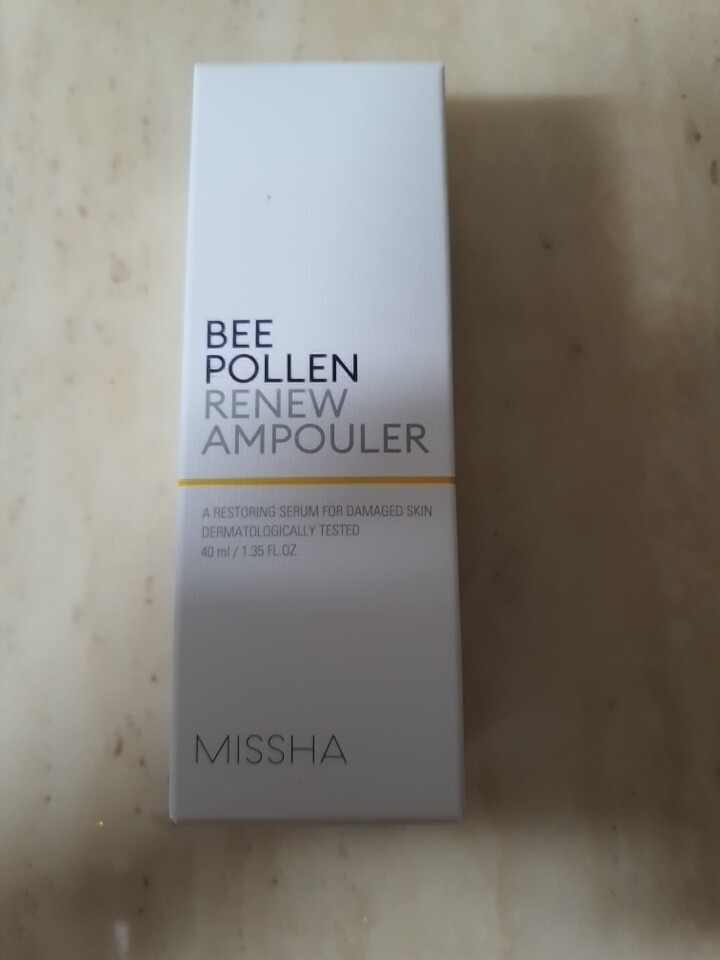 BEE
POLLEN
RENEW
AMPOULER
A RESTORING SERUM FOR DAMAGED SKIN
DERMATOLOGICALLY TESTED
40 ml / 1.35 FL.OZ.
MISSHA